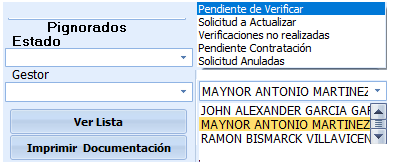 Pignorados
Estado
Gestor
Ver Lista
Imprimir Documentación
Pendiente de Verificar
Solicitud a Actualizar
Verificaciones no realizadas
Pendiente Contratación
Solicitud Anuladas
MAYNOR ANTONIO MARTINEZ
JOHN ALEXANDER GARCIA GAR
MAYNOR ANTONIO MARTINEZ
RAMON BISMARCK VILLAVICEN